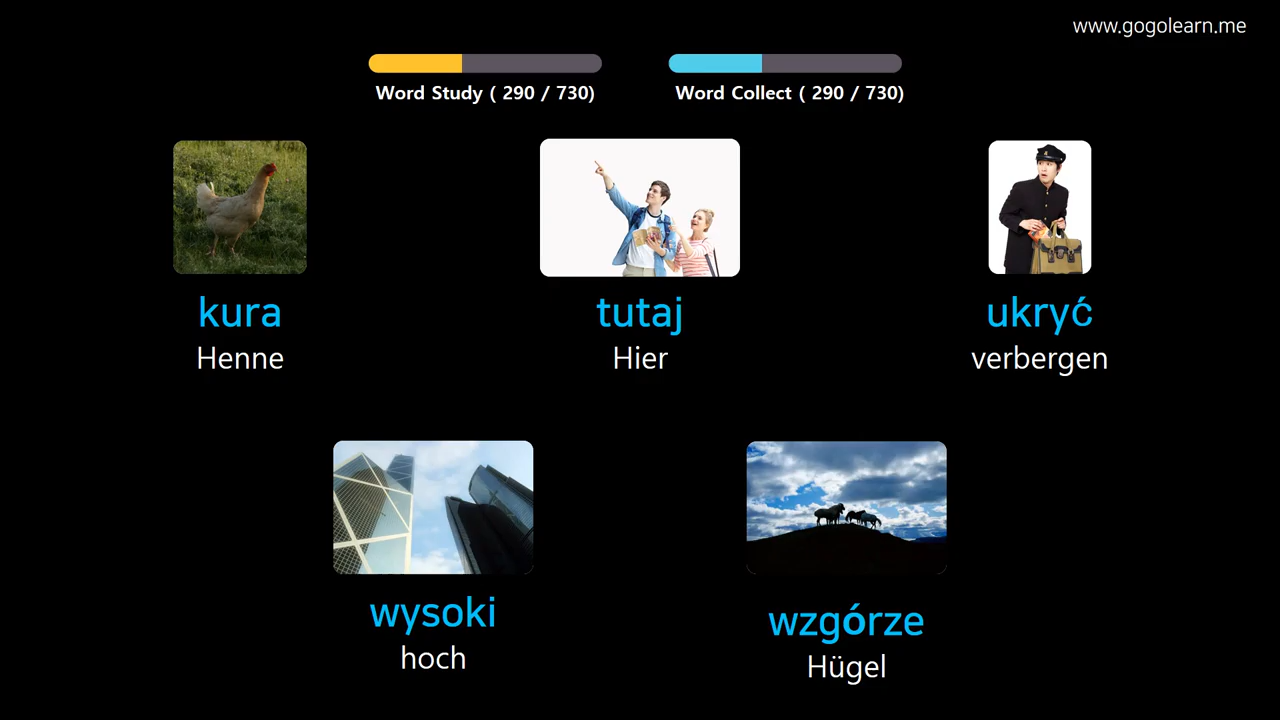 www.gogolearn.me
Word Study ( 290 / 730)
Word Collect ( 290 / 730)
kura
Henne
tutaj
Hier
ukryć
verbergen
wysoki
hoch
wzgórze
Hügel